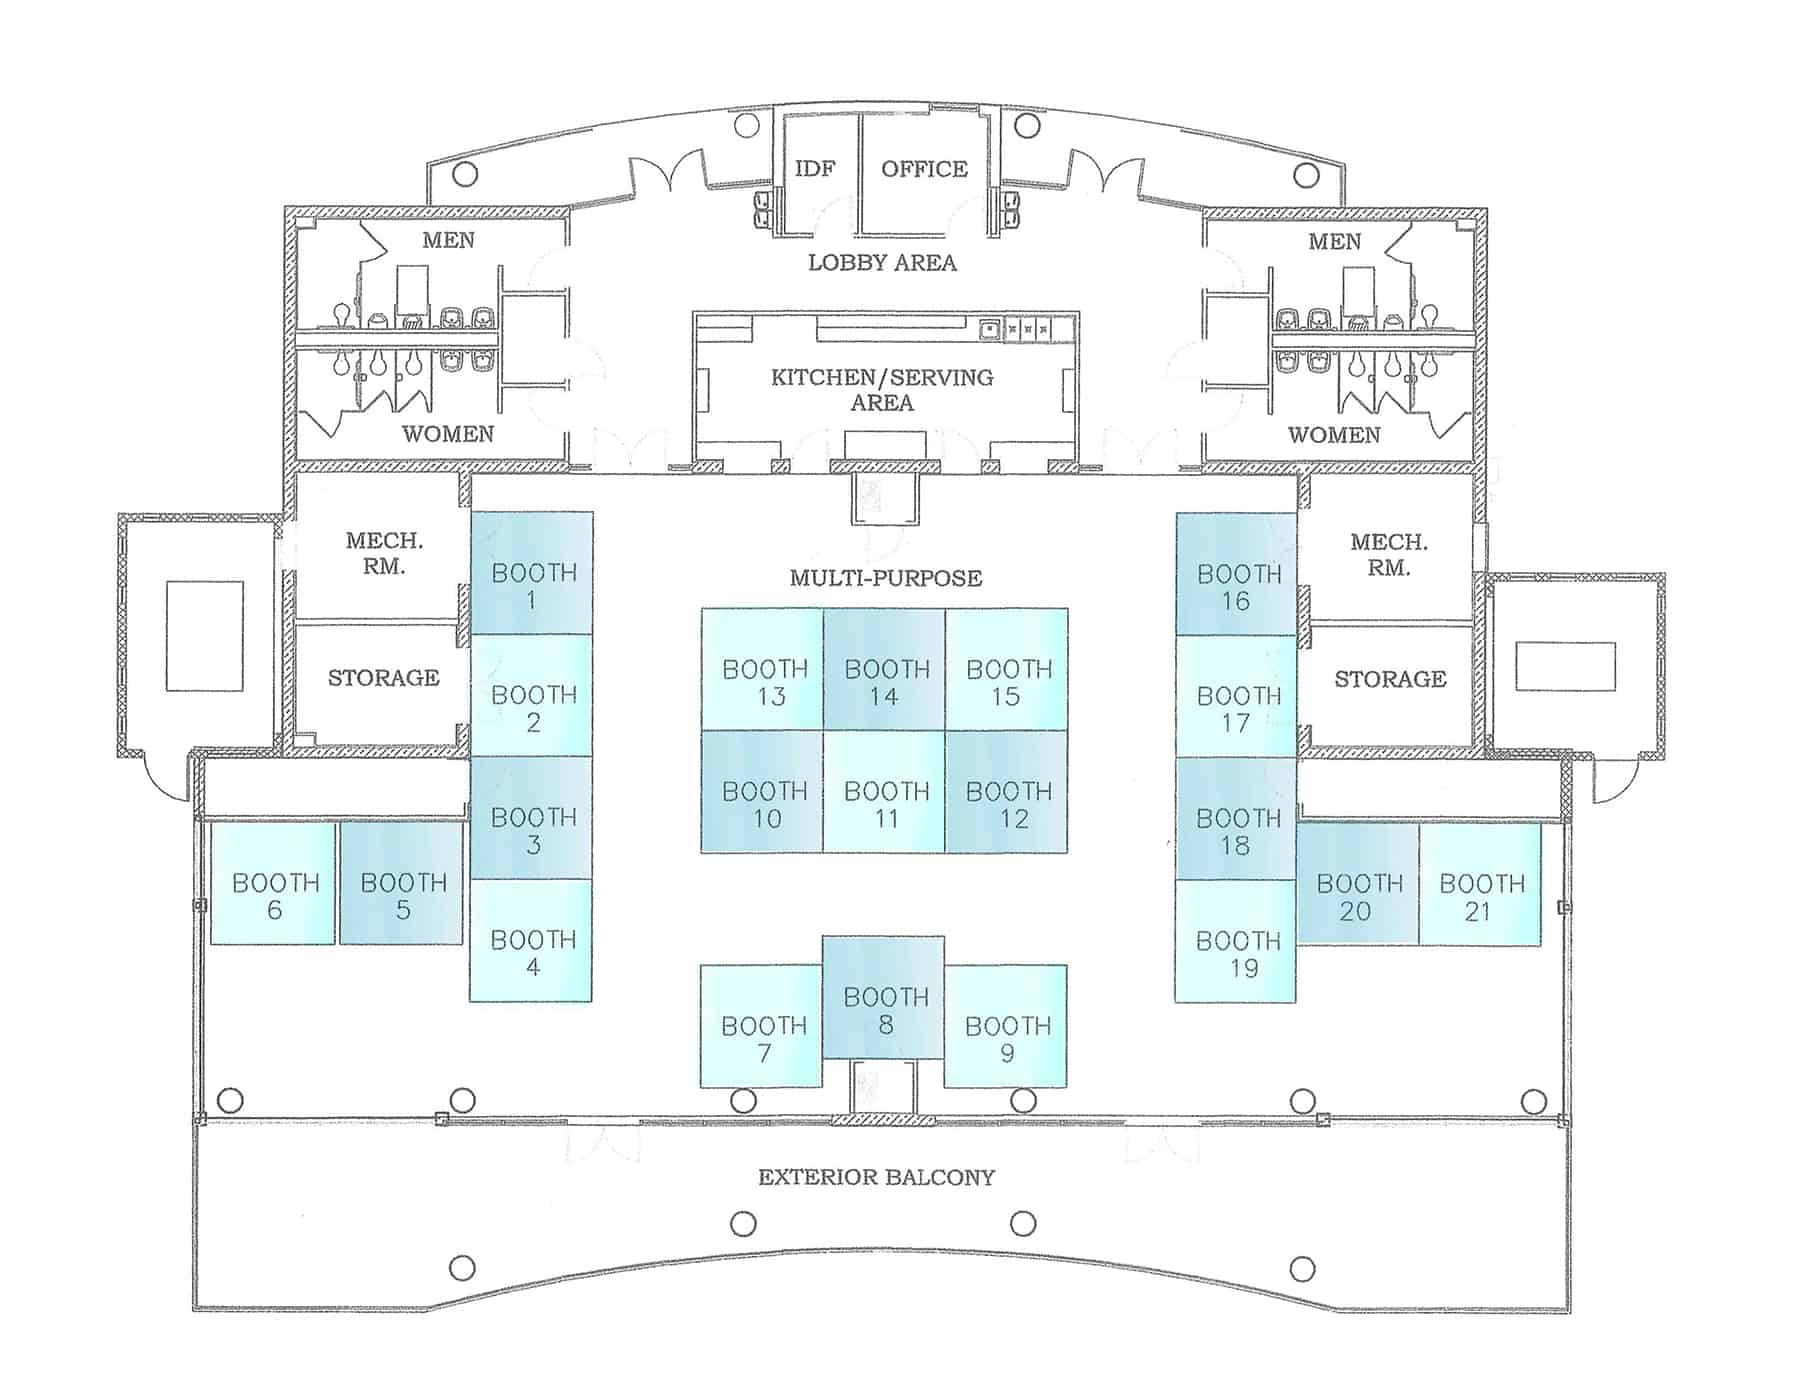 IDF
OFFICE
MEN
LOBBY AREA
MEN
KITCHEN/SERVING
AREA
WOMEN
WOMEN
MECH.
RM.
BOOTH
1
MULTI-PURPOSE
BOOTH
16
MECH.
RM.
STORAGE
BOOTH
2
BOOTH
13
BOOTH
14
BOOTH
15
BOOTH
17
STORAGE
BOOTH
3
BOOTH
10
BOOTH
11
BOOTH
12
BOOTH
18
BOOTH
6
BOOTH
5
BOOTH
4
BOOTH
19
BOOTH
20
BOOTH
21
BOOTH
7
BOOTH
8
BOOTH
9
EXTERIOR BALCONY